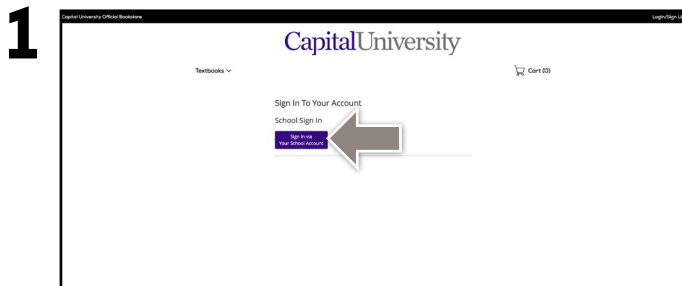 1
Capital University Official Bookstore
Login/Sign U
CapitalUniversity
Textbooks
Cart (0)
Sign In To Your Account
School Sign In
Sign in via
Your School Account